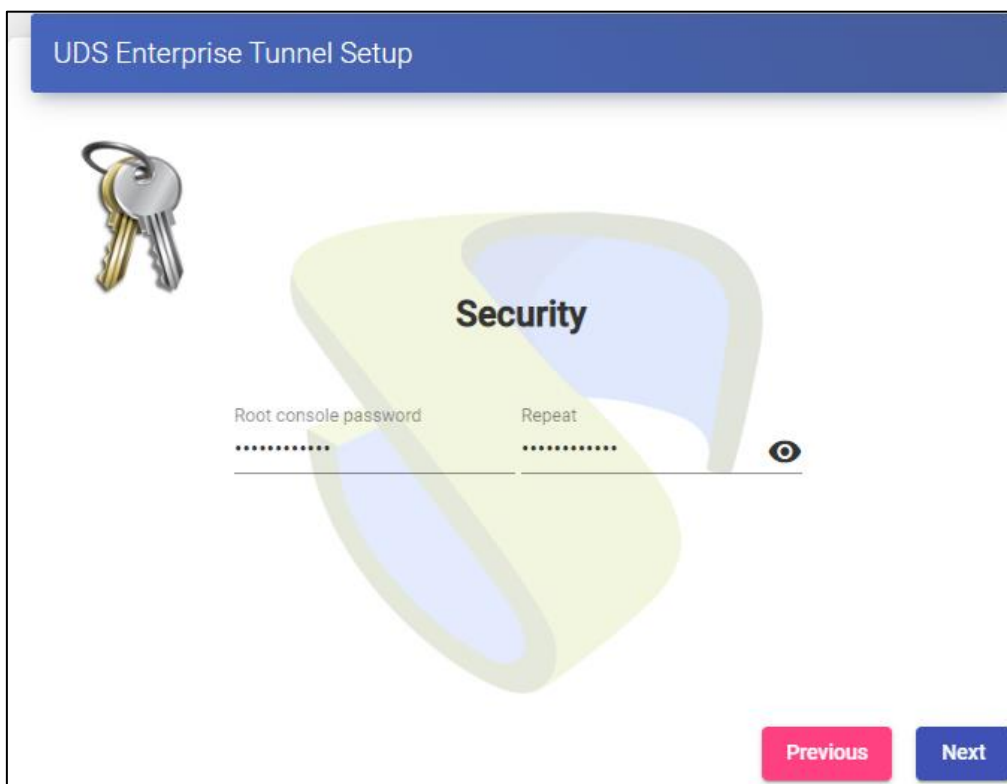 UDS Enterprise Tunnel Setup
Security
Root console password Repeat
•••••••••••• ••••••••••••
Previous Next